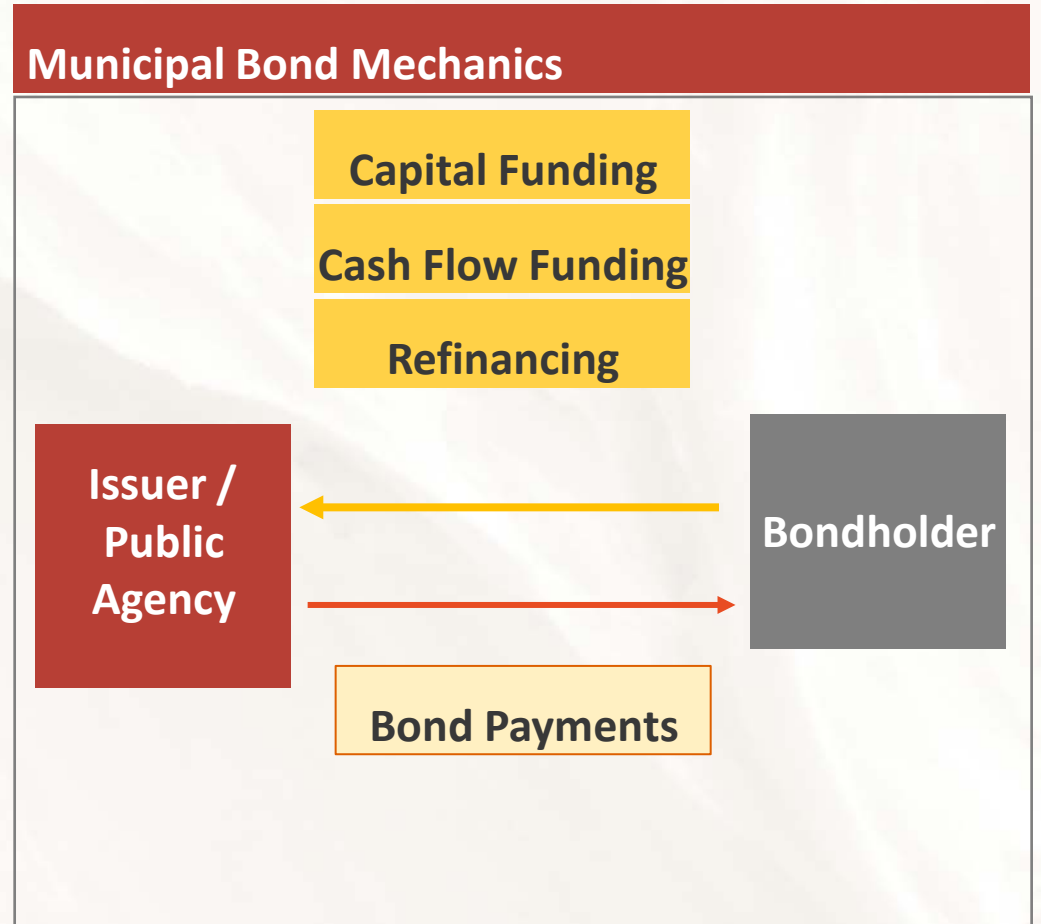 Municipal Bond Mechanics
Capital Funding
Cash Flow Funding
Refinancing
Issuer /
Public
Agency
Bondholder
Bond Payments